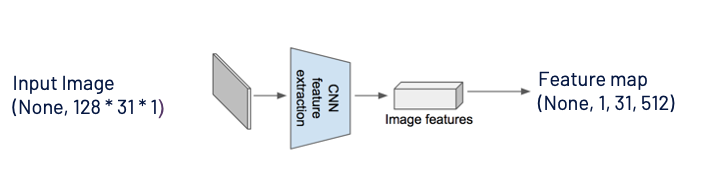 Input Image
(None, 128 * 31 * 1)
CNN
feature
extraction
Image features
Feature map
(None, 1, 31, 512)